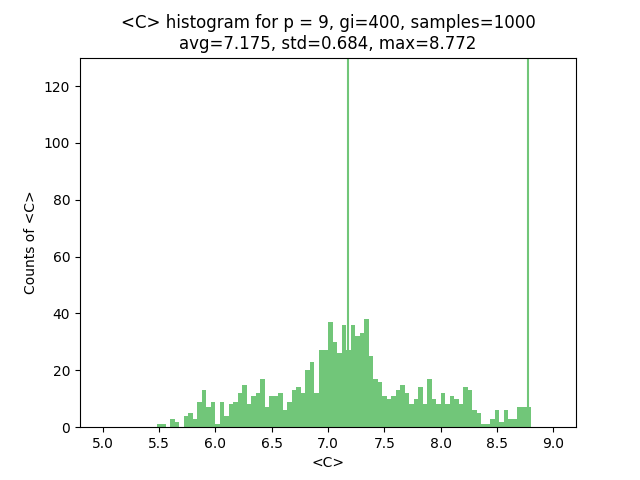 <C> histogram for p = 9, gi=400, samples=1000
avg=7.175, std=0.684, max=8.772
120
100
80
60
40
20
0
Counts of <C>
5.0 5.5 6.0 6.5 7.0 7.5 8.0 8.5 9.0
<C>